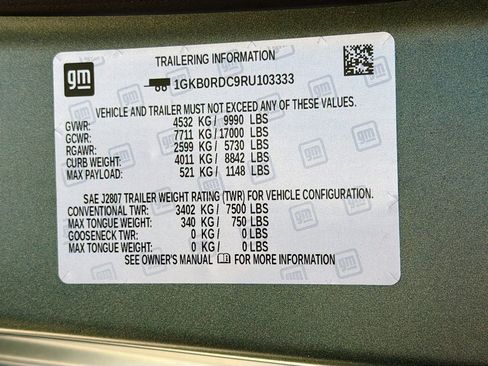 TRAILERING INFORMATION
gm
1GKB0RDC9RU103333
VEHICLE AND TRAILER MUST NOT EXCEED ANY OF THESE VALUES.
GVWR: 4532 KG / 9990 LBS
GCWR: 7711 KG / 17000 LBS
RGAWR: 2599 KG / 5730 LBS
CURB WEIGHT: 4011 KG / 8842 LBS
MAX PAYLOAD: 521 KG / 1148 LBS
SAE J2807 TRAILER WEIGHT RATING (TWR) FOR VEHICLE CONFIGURATION.
CONVENTIONAL TWR: 3402 KG / 7500 LBS
MAX TONGUE WEIGHT: 340 KG / 750 LBS
GOOSENECK TWR: 0 KG / 0 LBS
MAX TONGUE WEIGHT: 0 KG / 0 LBS
SEE OWNER'S MANUAL FOR MORE INFORMATION